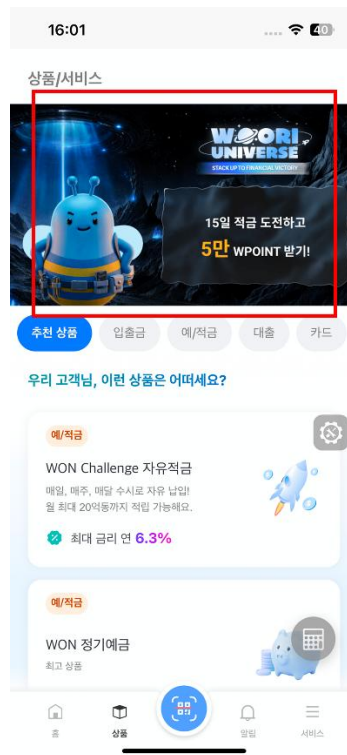 16:01
40
상품/서비스
WOORI
UNIVERSE
STACK UP TO FINANCIAL VICTORY
15일 적금 도전하고
5만 WPOINT 받기!
추천 상품 입출금 예/적금 대출 카드
우리 고객님, 이런 상품은 어떠세요?
예/적금
WON Challenge 자유적금
매일, 매주, 매달 수시로 자유 납입!
월 최대 20억동까지 적립 가능해요.
최대 금리 연 6.3%
예/적금
WON 정기예금
최고 상품
홈 상품 알림 서비스